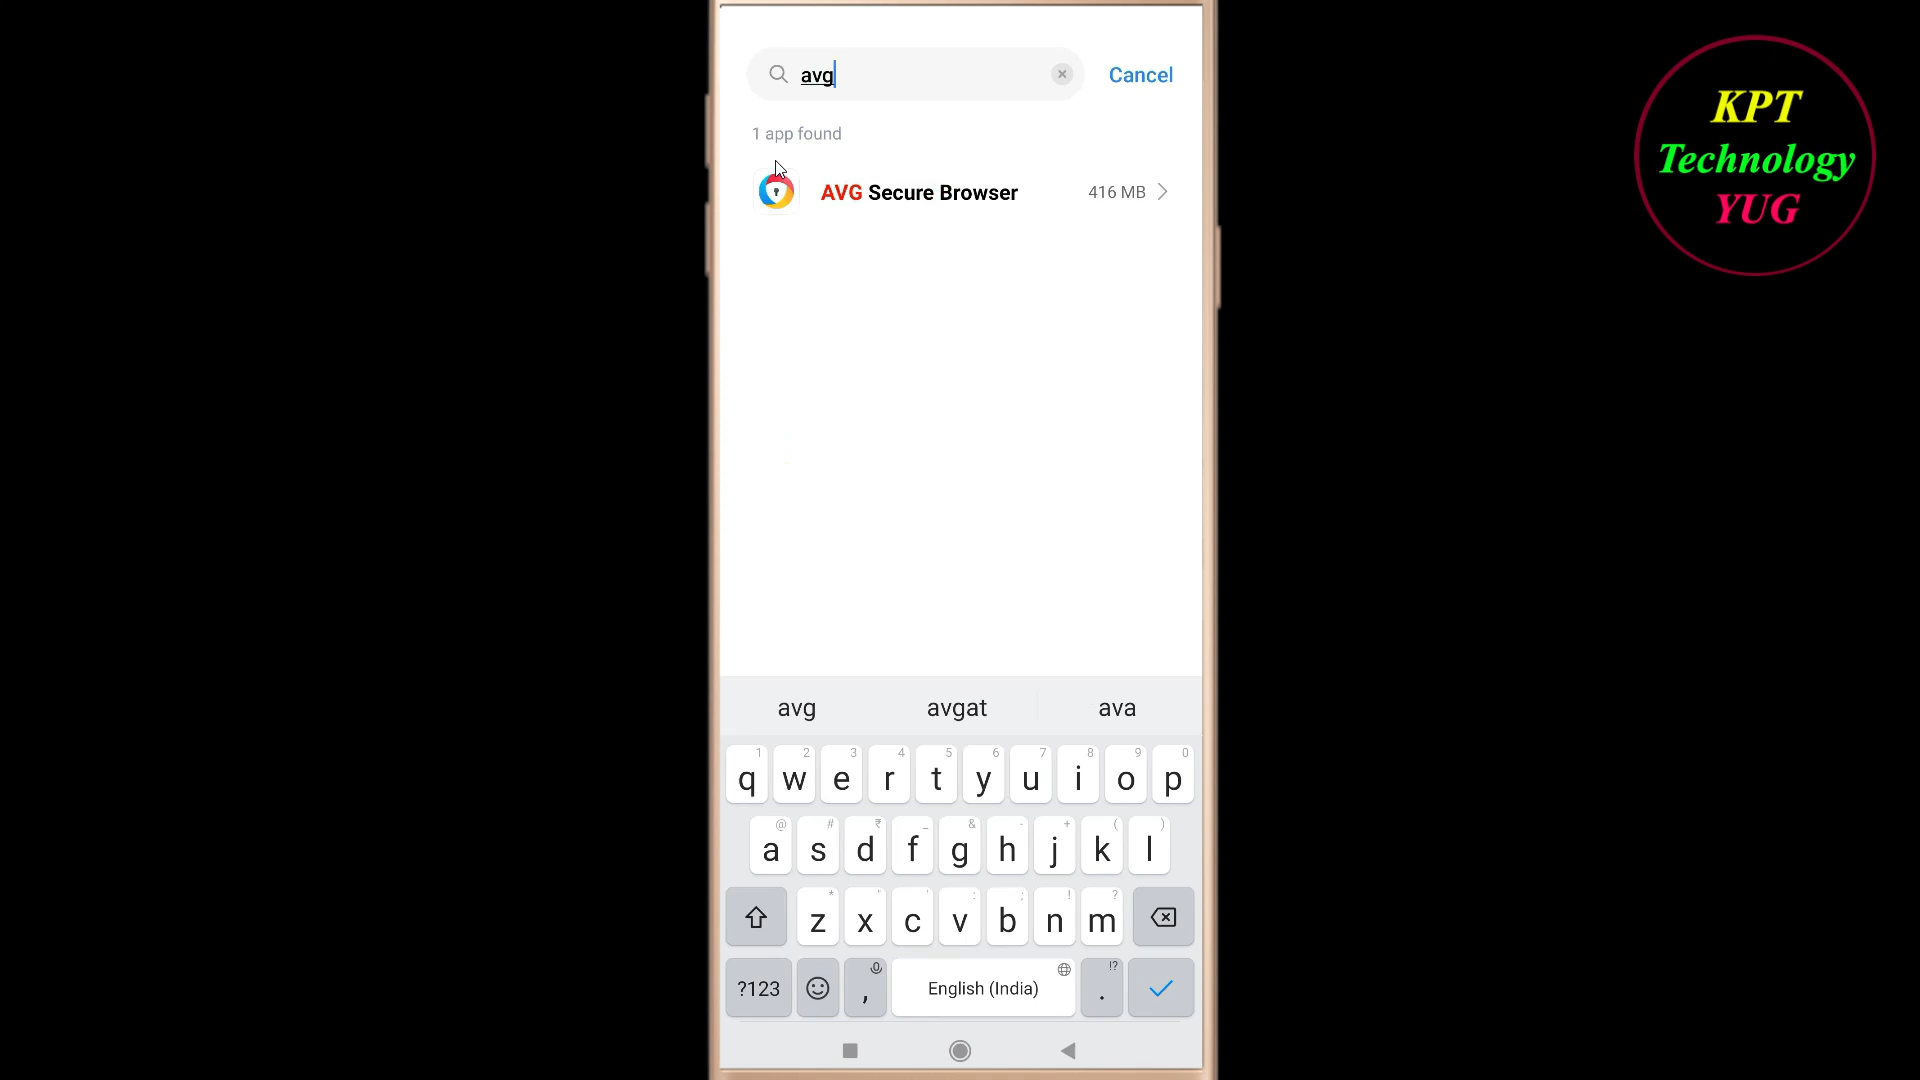 avg
Cancel
1 app found
AVG Secure Browser 416 MB
avg avgat ava
1 2 3 4 5 6 7 8 9 0
q w e r t y u i o p
@ # ₹ _ & - + ( )
a s d f g h j k l
* " ' : ; ! ?
z x c v b n m
?123 , English (India) !? .
KPT
Technology
YUG